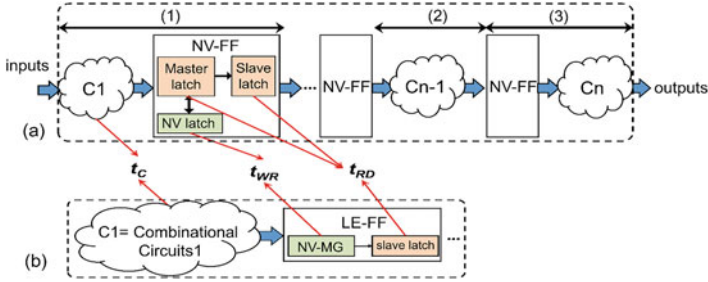 (1)
(2)
(3)
inputs
C1
NV-FF
Master
latch
Slave
latch
NV latch
...
NV-FF
Cn-1
NV-FF
Cn
outputs
(a)
tC
tWR
tRD
C1= Combinational
Circuits1
LE-FF
NV-MG
slave latch
...
(b)